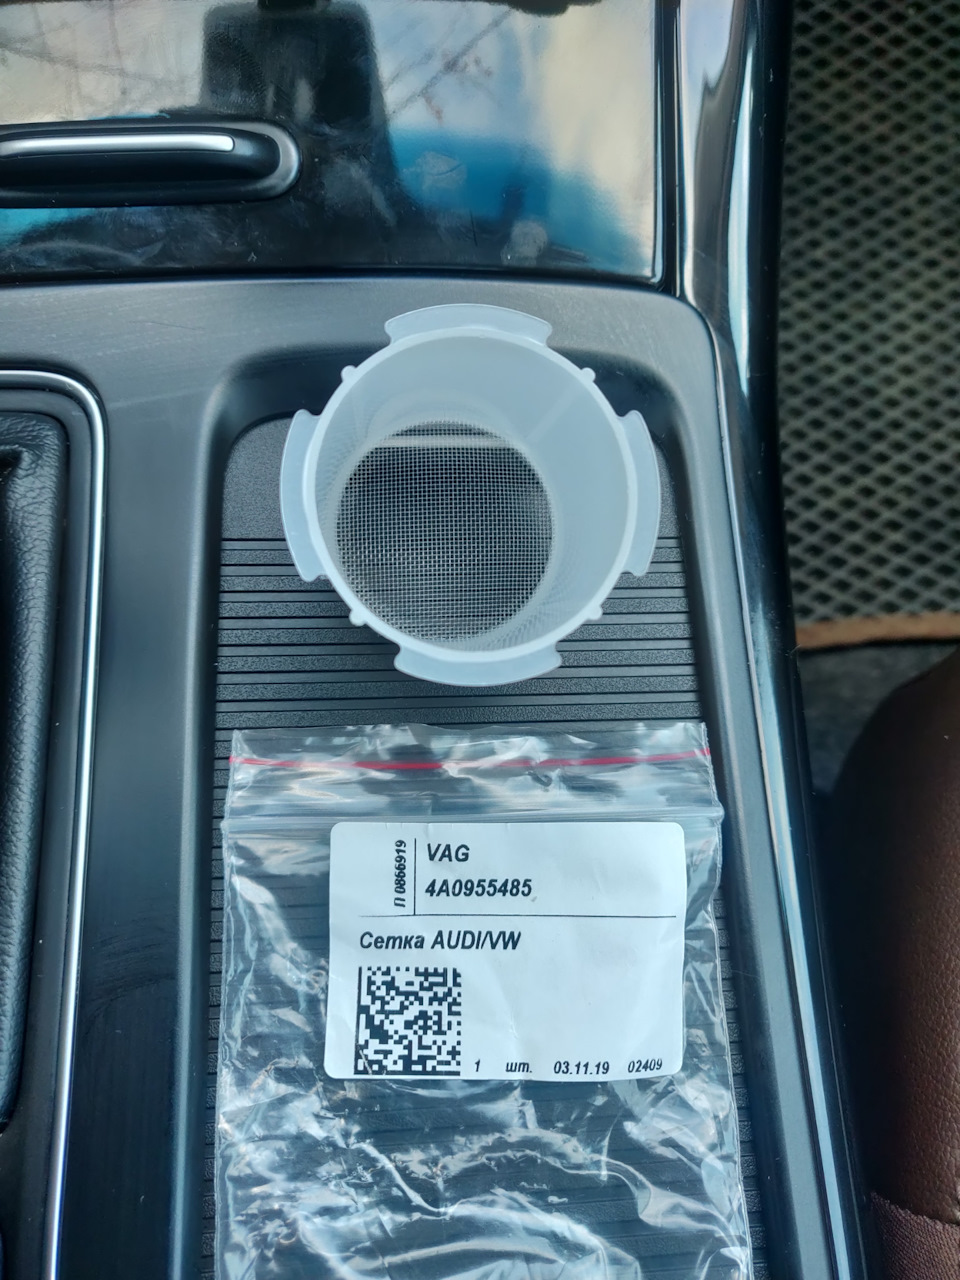 П 0866919
VAG
4A0955485
Сетка AUDI/VW
1 шт. 03.11.19 02409